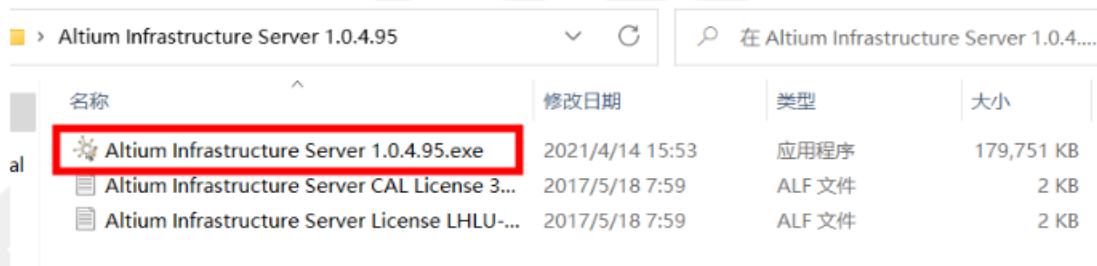 Altium Infrastructure Server 1.0.4.95
在 Altium Infrastructure Server 1.0.4....
名称 修改日期 类型 大小
Altium Infrastructure Server 1.0.4.95.exe 2021/4/14 15:53 应用程序 179,751 KB
al
Altium Infrastructure Server CAL License 3... 2017/5/18 7:59 ALF 文件 2 KB
Altium Infrastructure Server License LHLU-... 2017/5/18 7:59 ALF 文件 2 KB